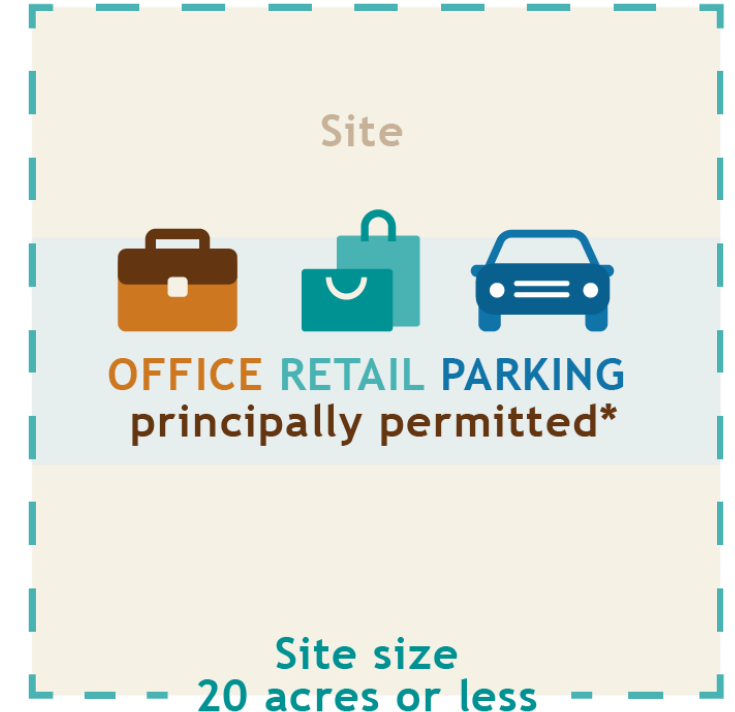 Site
OFFICE RETAIL PARKING
principally permitted*
Site size
20 acres or less